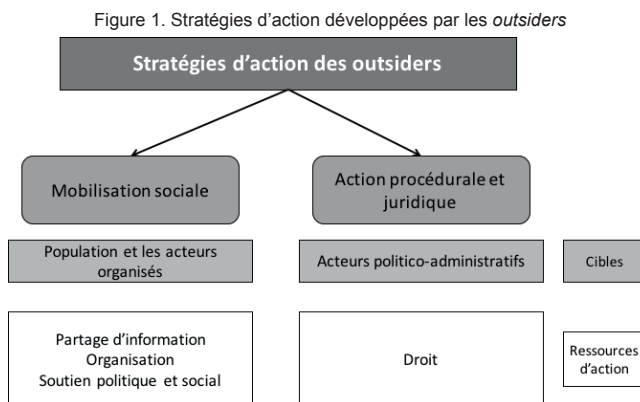 Figure 1. Stratégies d’action développées par les outsiders
Stratégies d’action des outsiders
Mobilisation sociale
Action procédurale et
juridique
Population et les acteurs
organisés
Acteurs politico-administratifs
Cibles
Partage d’information
Organisation
Soutien politique et social
Droit
Ressources
d’action